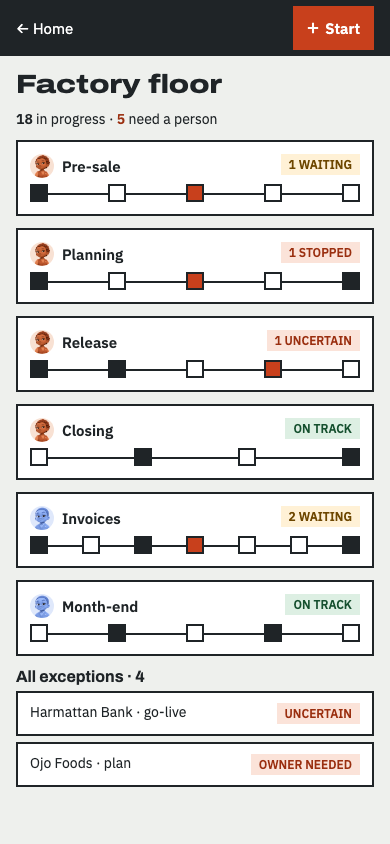 ← Home
+ Start
Factory floor
18 in progress · 5 need a person
Pre-sale
1 WAITING
Planning
1 STOPPED
Release
1 UNCERTAIN
Closing
ON TRACK
Invoices
2 WAITING
Month-end
ON TRACK
All exceptions · 4
Harmattan Bank · go-live
UNCERTAIN
Ojo Foods · plan
OWNER NEEDED